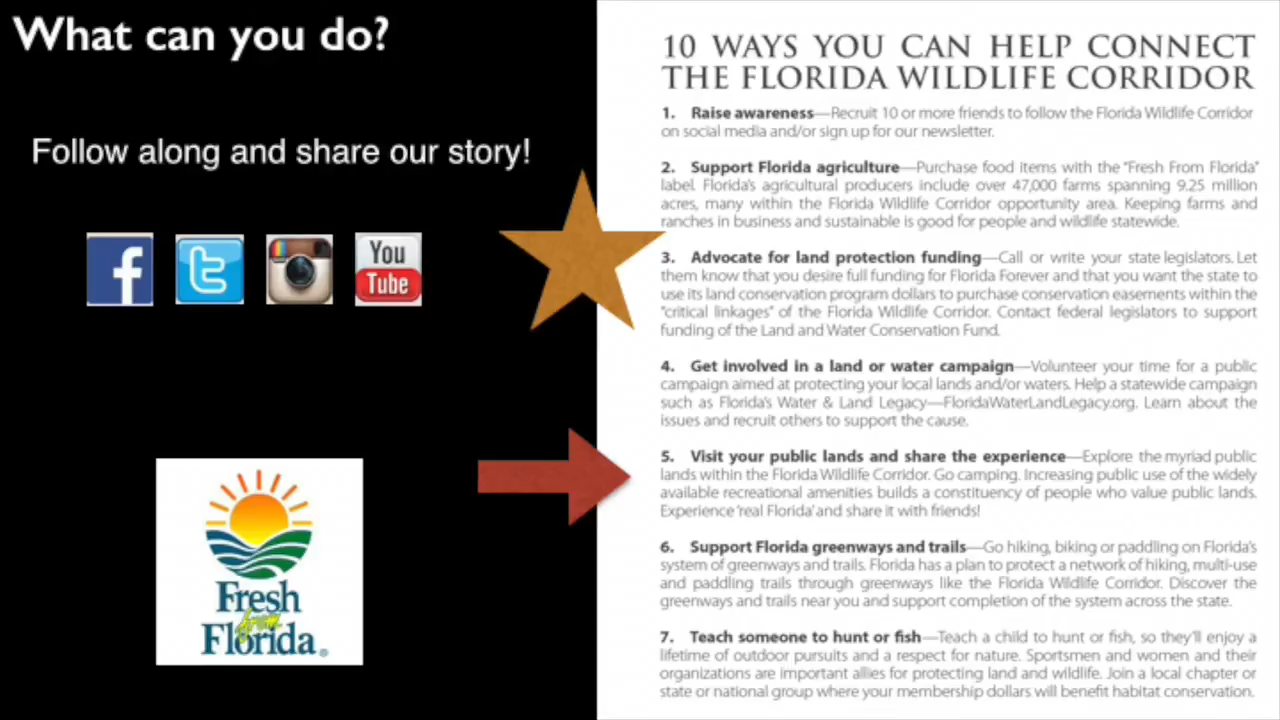 What can you do?
Follow along and share our story!
f
t
You
Tube
Fresh
from
Florida®
10 WAYS YOU CAN HELP CONNECT
THE FLORIDA WILDLIFE CORRIDOR
1. Raise awareness—Recruit 10 or more friends to follow the Florida Wildlife Corridor
on social media and/or sign up for our newsletter.
2. Support Florida agriculture—Purchase food items with the "Fresh From Florida"
label. Florida's agricultural producers include over 47,000 farms spanning 9.25 million
acres, many within the Florida Wildlife Corridor opportunity area. Keeping farms and
ranches in business and sustainable is good for people and wildlife statewide.
3. Advocate for land protection funding—Call or write your state legislators. Let
them know that you desire full funding for Florida Forever and that you want the state to
use its land conservation program dollars to purchase conservation easements within the
"critical linkages" of the Florida Wildlife Corridor. Contact federal legislators to support
funding of the Land and Water Conservation Fund.
4. Get involved in a land or water campaign—Volunteer your time for a public
campaign aimed at protecting your local lands and/or waters. Help a statewide campaign
such as Florida's Water & Land Legacy—FloridaWaterLandLegacy.org. Learn about the
issues and recruit others to support the cause.
5. Visit your public lands and share the experience—Explore the myriad public
lands within the Florida Wildlife Corridor. Go camping. Increasing public use of the widely
available recreational amenities builds a constituency of people who value public lands.
Experience 'real Florida' and share it with friends!
6. Support Florida greenways and trails—Go hiking, biking or paddling on Florida's
system of greenways and trails. Florida has a plan to protect a network of hiking, multi-use
and paddling trails through greenways like the Florida Wildlife Corridor. Discover the
greenways and trails near you and support completion of the system across the state.
7. Teach someone to hunt or fish—Teach a child to hunt or fish, so they'll enjoy a
lifetime of outdoor pursuits and a respect for nature. Sportsmen and women and their
organizations are important allies for protecting land and wildlife. Join a local chapter or
state or national group where your membership dollars will benefit habitat conservation.